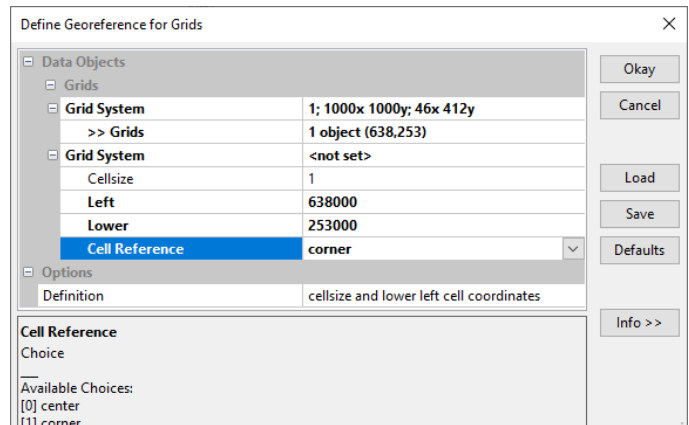 Define Georeference for Grids
Data Objects
Grids
Grid System 1; 1000x 1000y; 46x 412y
>> Grids 1 object (638,253)
Grid System <not set>
Cellsize 1
Left 638000
Lower 253000
Cell Reference corner
Options
Definition cellsize and lower left cell coordinates
Okay
Cancel
Load
Save
Defaults
Info >>
Cell Reference
Choice
Available Choices:
[0] center
[1] corner